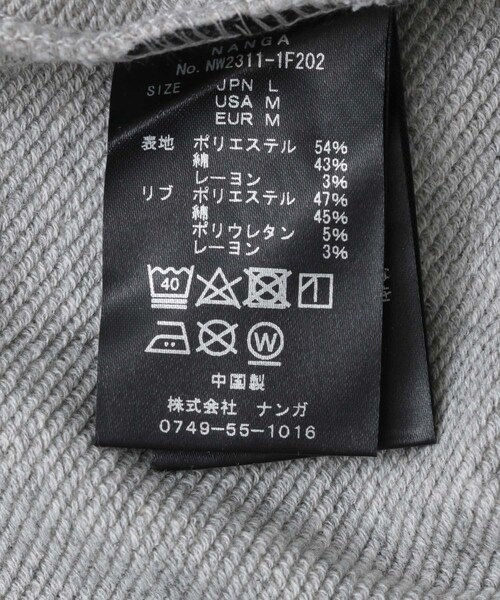 NANGA
No. NW2311-1F202
SIZE JPN L
USA M
EUR M
表地 ポリエステル 54%
綿 43%
レーヨン 3%
リブ ポリエステル 47%
綿 45%
ポリウレタン 5%
レーヨン 3%
40
W
中国製
株式会社 ナンガ
0749-55-1016